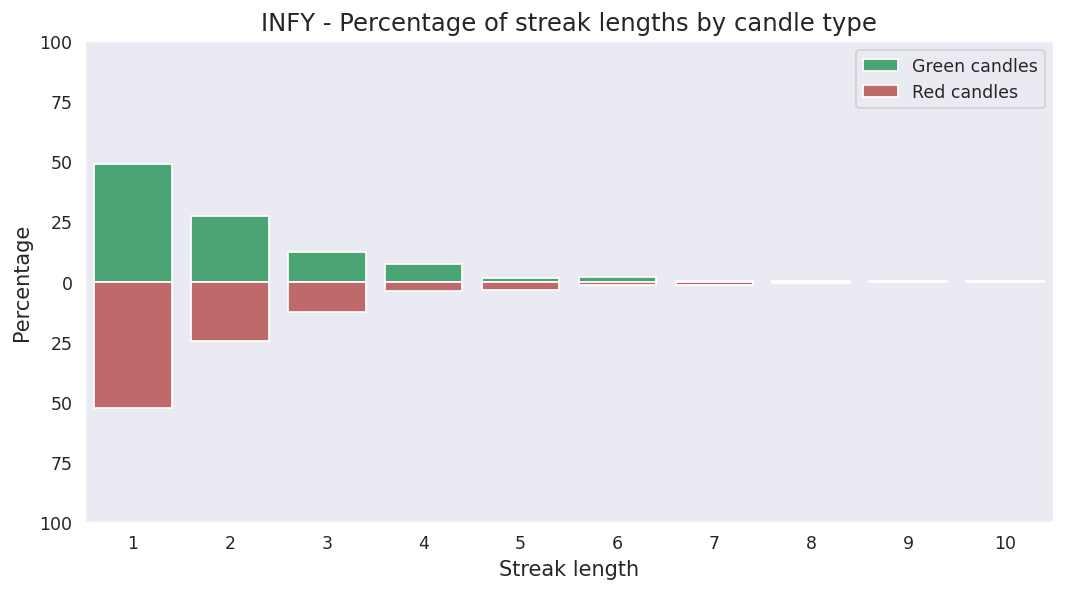 INFY - Percentage of streak lengths by candle type
Green candles
Red candles
Percentage
100
75
50
25
0
25
50
75
100
1 2 3 4 5 6 7 8 9 10
Streak length